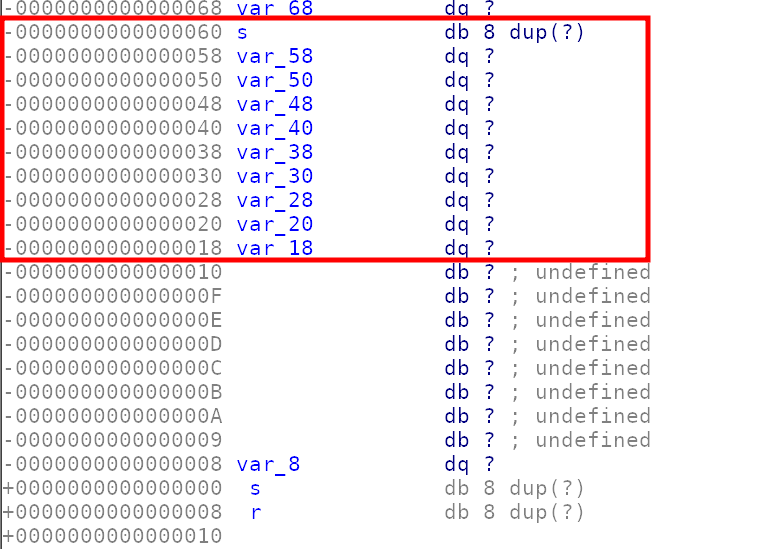 -0000000000000068 var_68 dq ?
-0000000000000060 s db 8 dup(?)
-0000000000000058 var_58 dq ?
-0000000000000050 var_50 dq ?
-0000000000000048 var_48 dq ?
-0000000000000040 var_40 dq ?
-0000000000000038 var_38 dq ?
-0000000000000030 var_30 dq ?
-0000000000000028 var_28 dq ?
-0000000000000020 var_20 dq ?
-0000000000000018 var_18 dq ?
-0000000000000010 db ? ; undefined
-000000000000000F db ? ; undefined
-000000000000000E db ? ; undefined
-000000000000000D db ? ; undefined
-000000000000000C db ? ; undefined
-000000000000000B db ? ; undefined
-000000000000000A db ? ; undefined
-0000000000000009 db ? ; undefined
-0000000000000008 var_8 dq ?
+0000000000000000 s db 8 dup(?)
+0000000000000008 r db 8 dup(?)
+0000000000000010